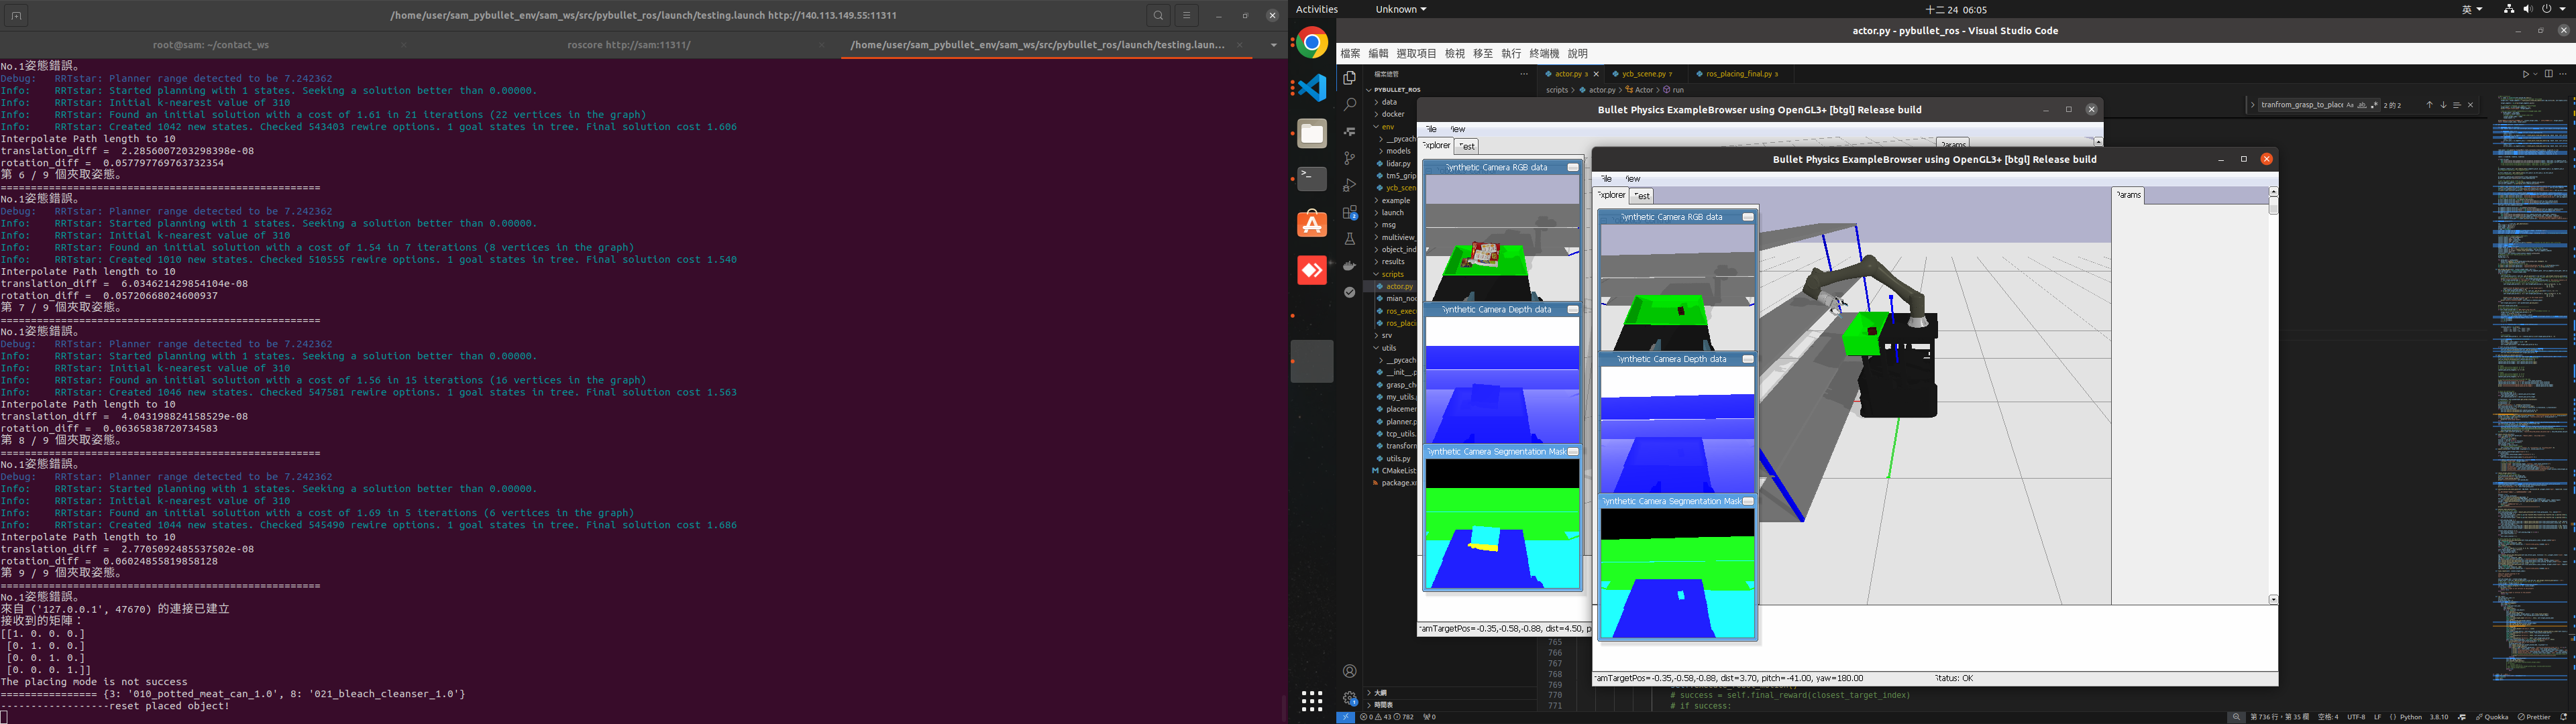 /home/user/sam_pybullet_env/sam_ws/src/pybullet_ros/launch/testing.launch http://140.113.149.55:11311
root@sam: ~/contact_ws
roscore http://sam:11311/
/home/user/sam_pybullet_env/sam_ws/src/pybullet_ros/launch/testing.laun...
No.1姿態錯誤。
Debug:   RRTstar: Planner range detected to be 7.242362
Info:    RRTstar: Started planning with 1 states. Seeking a solution better than 0.00000.
Info:    RRTstar: Initial k-nearest value of 310
Info:    RRTstar: Found an initial solution with a cost of 1.61 in 21 iterations (22 vertices in the graph)
Info:    RRTstar: Created 1042 new states. Checked 543403 rewire options. 1 goal states in tree. Final solution cost 1.606
Interpolate Path length to 10
translation_diff =  2.2856007203298398e-08
rotation_diff =  0.057797769763732354
第 6 / 9 個夾取姿態。
====================================================
No.1姿態錯誤。
Debug:   RRTstar: Planner range detected to be 7.242362
Info:    RRTstar: Started planning with 1 states. Seeking a solution better than 0.00000.
Info:    RRTstar: Initial k-nearest value of 310
Info:    RRTstar: Found an initial solution with a cost of 1.54 in 7 iterations (8 vertices in the graph)
Info:    RRTstar: Created 1010 new states. Checked 510555 rewire options. 1 goal states in tree. Final solution cost 1.540
Interpolate Path length to 10
translation_diff =  6.034621429854104e-08
rotation_diff =  0.05720668024600937
第 7 / 9 個夾取姿態。
====================================================
No.1姿態錯誤。
Debug:   RRTstar: Planner range detected to be 7.242362
Info:    RRTstar: Started planning with 1 states. Seeking a solution better than 0.00000.
Info:    RRTstar: Initial k-nearest value of 310
Info:    RRTstar: Found an initial solution with a cost of 1.56 in 15 iterations (16 vertices in the graph)
Info:    RRTstar: Created 1046 new states. Checked 547581 rewire options. 1 goal states in tree. Final solution cost 1.563
Interpolate Path length to 10
translation_diff =  4.043198824158529e-08
rotation_diff =  0.06365838720734583
第 8 / 9 個夾取姿態。
====================================================
No.1姿態錯誤。
Debug:   RRTstar: Planner range detected to be 7.242362
Info:    RRTstar: Started planning with 1 states. Seeking a solution better than 0.00000.
Info:    RRTstar: Initial k-nearest value of 310
Info:    RRTstar: Found an initial solution with a cost of 1.69 in 5 iterations (6 vertices in the graph)
Info:    RRTstar: Created 1044 new states. Checked 545490 rewire options. 1 goal states in tree. Final solution cost 1.686
Interpolate Path length to 10
translation_diff =  2.7705092485537502e-08
rotation_diff =  0.06024855819858128
第 9 / 9 個夾取姿態。
====================================================
No.1姿態錯誤。
來自 ('127.0.0.1', 47670) 的連接已建立
接收到的矩陣：
[[1. 0. 0. 0.]
 [0. 1. 0. 0.]
 [0. 0. 1. 0.]
 [0. 0. 0. 1.]]
The placing mode is not success
================ {3: '010_potted_meat_can_1.0', 8: '021_bleach_cleanser_1.0'}
------------------reset placed object!
Activities
Unknown
十二 24 06:05
英
actor.py - pybullet_ros - Visual Studio Code
檔案 編輯 選取項目 檢視 移至 執行 終端機 說明
檔案總管
actor.py 3
ycb_scene.py 7
ros_placing_final.py 3
PYBULLET_ROS
scripts > actor.py > Actor > run
data
docker
env
__pycach
models
lidar.py
tm5_grip
ycb_scen
example
launch
msg
multiview_
object_ind
results
scripts
actor.py
mian_noc
ros_execu
ros_placi
srv
utils
__pycach
__init__.p
grasp_che
my_utils.
placemen
planner.p
tcp_utils.
transform
utils.py
CMakeList
package.xm
大綱
時間表
tranfrom_grasp_to_place
2 的 2
Bullet Physics ExampleBrowser using OpenGL3+ [btgl] Release build
File View
Explorer Test
Params
Synthetic Camera RGB data
Synthetic Camera Depth data
Synthetic Camera Segmentation Mask
camTargetPos=-0.35,-0.58,-0.88, dist=4.50, p
Bullet Physics ExampleBrowser using OpenGL3+ [btgl] Release build
File View
Explorer Test
Params
Synthetic Camera RGB data
Synthetic Camera Depth data
Synthetic Camera Segmentation Mask
camTargetPos=-0.35,-0.58,-0.88, dist=3.70, pitch=-41.00, yaw=180.00
Status: OK
765
766
767
768
769
770 # success = self.final_reward(closest_target_index)
771 # if success:
0 43 782 0
第 736 行，第 35 欄 空格: 4 UTF-8 LF Python 3.8.10 Quokka Prettier